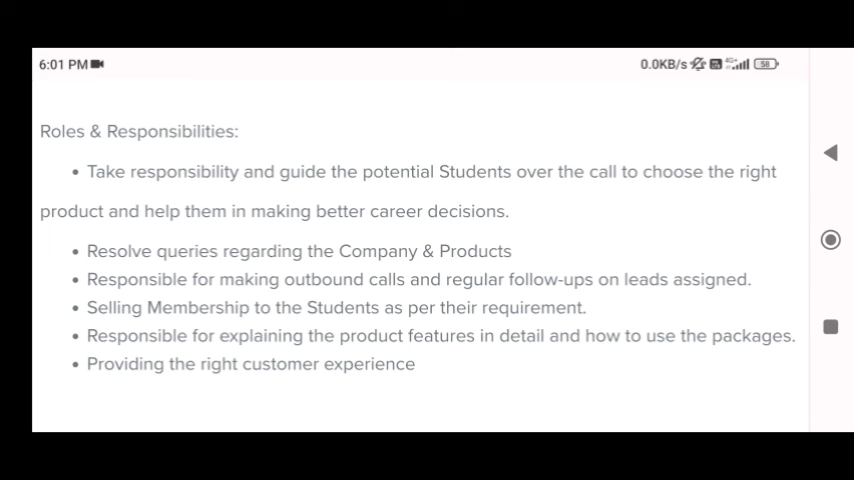 6:01 PM
0.0KB/s 4G+ 58
Roles & Responsibilities:
• Take responsibility and guide the potential Students over the call to choose the right
product and help them in making better career decisions.
• Resolve queries regarding the Company & Products
• Responsible for making outbound calls and regular follow-ups on leads assigned.
• Selling Membership to the Students as per their requirement.
• Responsible for explaining the product features in detail and how to use the packages.
• Providing the right customer experience